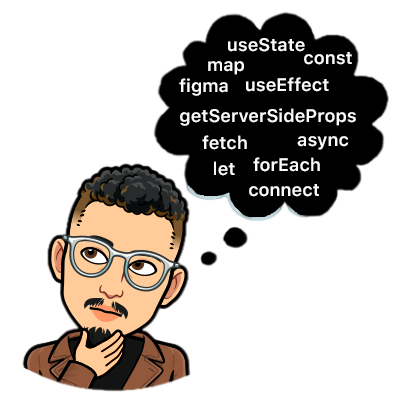 useState
map const
figma useEffect
getServerSideProps
fetch async
let forEach
connect